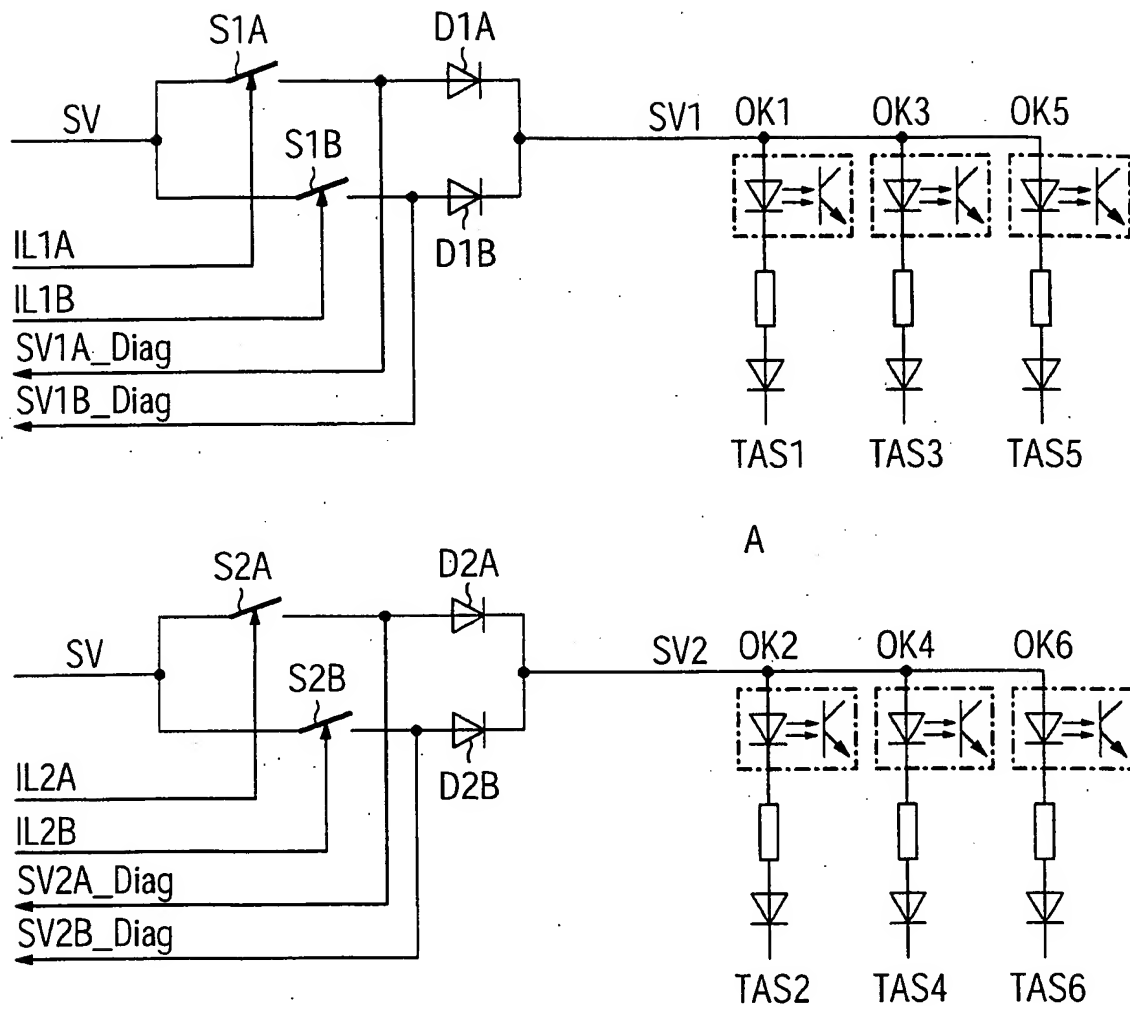 S1A
D1A
SV
S1B
SV1
OK1
OK3
OK5
D1B
IL1A
IL1B
SV1A_Diag
SV1B_Diag
TAS1
TAS3
TAS5
A
S2A
D2A
SV
S2B
SV2
OK2
OK4
OK6
D2B
IL2A
IL2B
SV2A_Diag
SV2B_Diag
TAS2
TAS4
TAS6